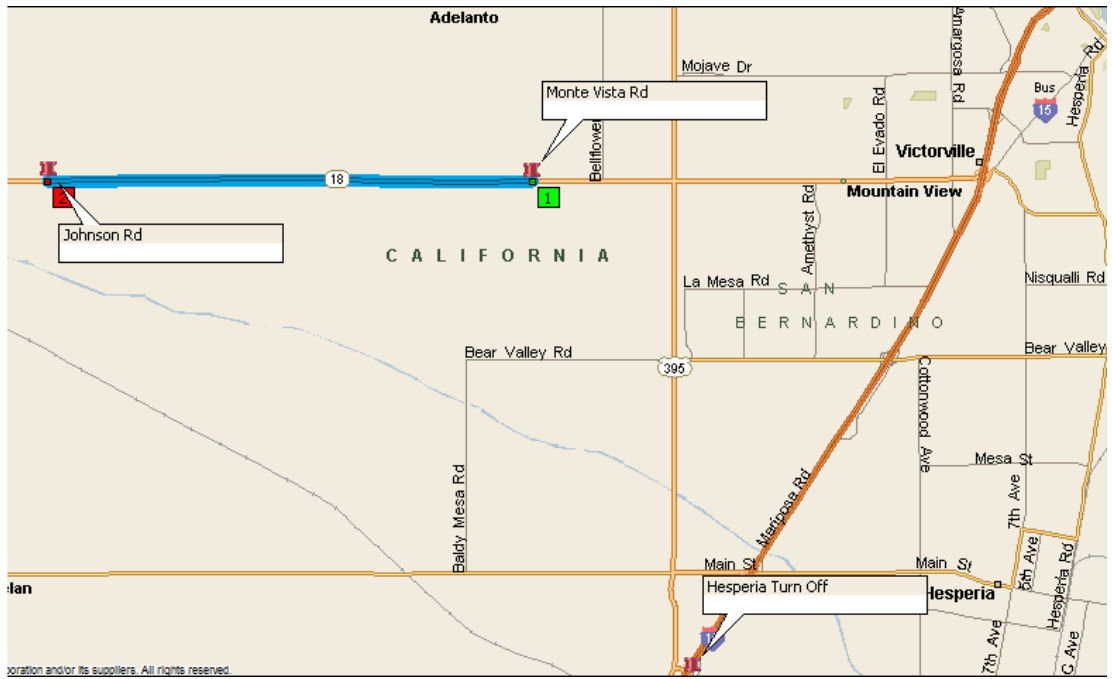 Adelanto
Mojave Dr
Amargosa Rd
Hesperia Rd
Bus
15
Monte Vista Rd
Bellflower
El Evado Rd
Victorville
18
1
2
Mountain View
Johnson Rd
Amethyst Rd
CALIFORNIA
La Mesa Rd
Nisqualli Rd
SAN
BERNARDINO
Bear Valley Rd
Bear Valley
395
Cottonwood Ave
Mesa St
Baldy Mesa Rd
Mariposa Rd
7th Ave
Main St
Main St
elan
Hesperia Turn Off
Hesperia
Hesperia Rd
7th Ave
C Ave
poration and/or its suppliers. All rights reserved.